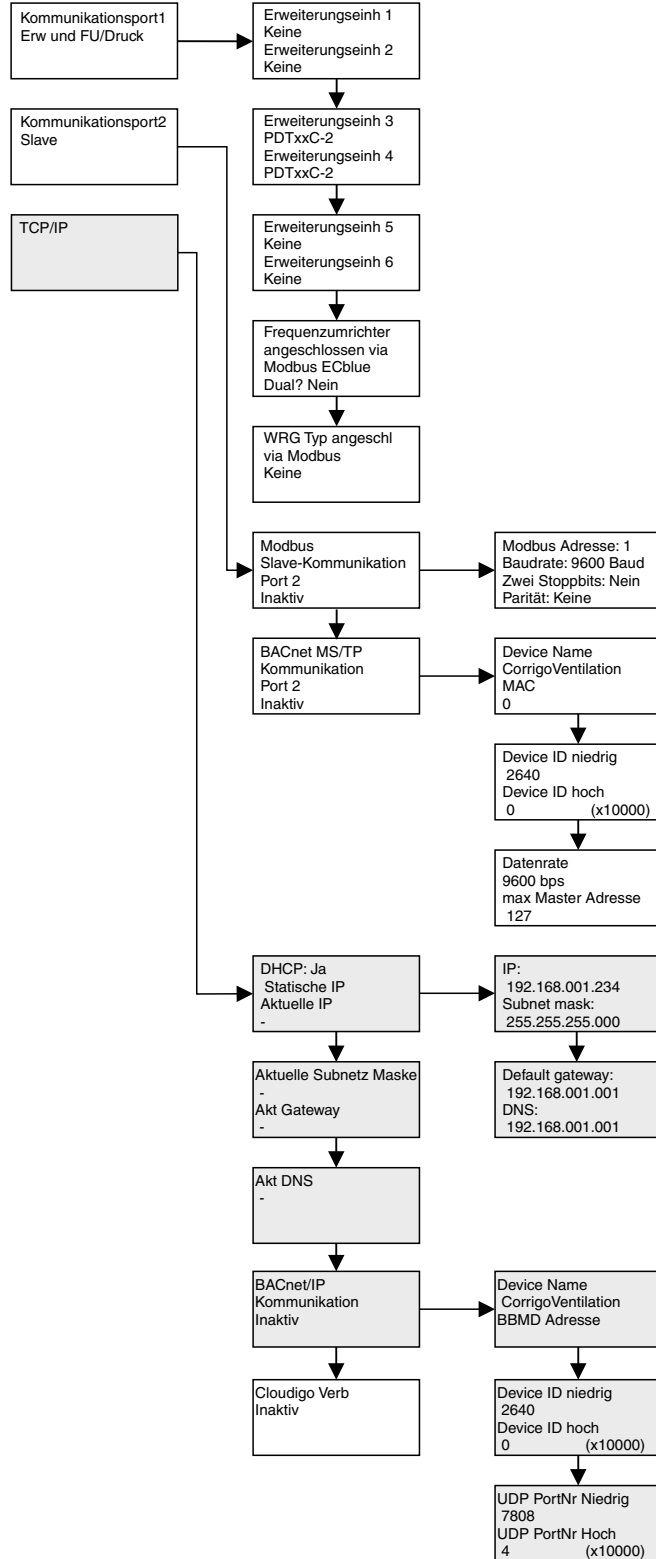 Kommunikationsport1
Erw und FU/Druck
Erweiterungseinh 1
Keine
Erweiterungseinh 2
Keine
Kommunikationsport2
Slave
Erweiterungseinh 3
PDTxxC-2
Erweiterungseinh 4
PDTxxC-2
TCP/IP
Erweiterungseinh 5
Keine
Erweiterungseinh 6
Keine
Frequenzumrichter
angeschlossen via
Modbus ECblue
Dual? Nein
WRG Typ angeschl
via Modbus
Keine
Modbus
Slave-Kommunikation
Port 2
Inaktiv
Modbus Adresse: 1
Baudrate: 9600 Baud
Zwei Stoppbits: Nein
Parität: Keine
BACnet MS/TP
Kommunikation
Port 2
Inaktiv
Device Name
CorrigoVentilation
MAC
0
Device ID niedrig
2640
Device ID hoch
0 (x10000)
Datenrate
9600 bps
max Master Adresse
127
DHCP: Ja
Statische IP
Aktuelle IP
-
IP:
192.168.001.234
Subnet mask:
255.255.255.000
Aktuelle Subnetz Maske
-
Akt Gateway
-
Default gateway:
192.168.001.001
DNS:
192.168.001.001
Akt DNS
-
BACnet/IP
Kommunikation
Inaktiv
Device Name
CorrigoVentilation
BBMD Adresse
Cloudigo Verb
Inaktiv
Device ID niedrig
2640
Device ID hoch
0 (x10000)
UDP PortNr Niedrig
7808
UDP PortNr Hoch
4 (x10000)